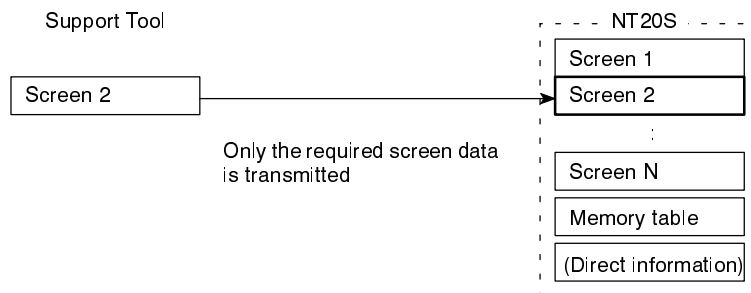 Support Tool
NT20S
Screen 1
Screen 2
Screen 2
:
Only the required screen data
is transmitted
Screen N
Memory table
(Direct information)